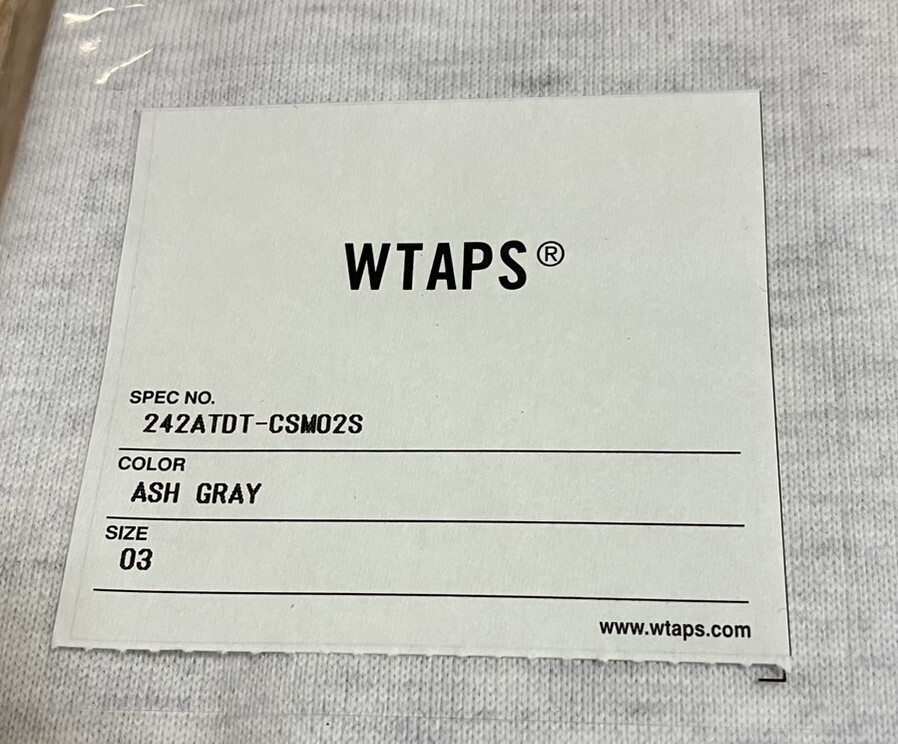 WTAPS®
SPEC NO.
242ATDT-CSM02S
COLOR
ASH GRAY
SIZE
03
www.wtaps.com